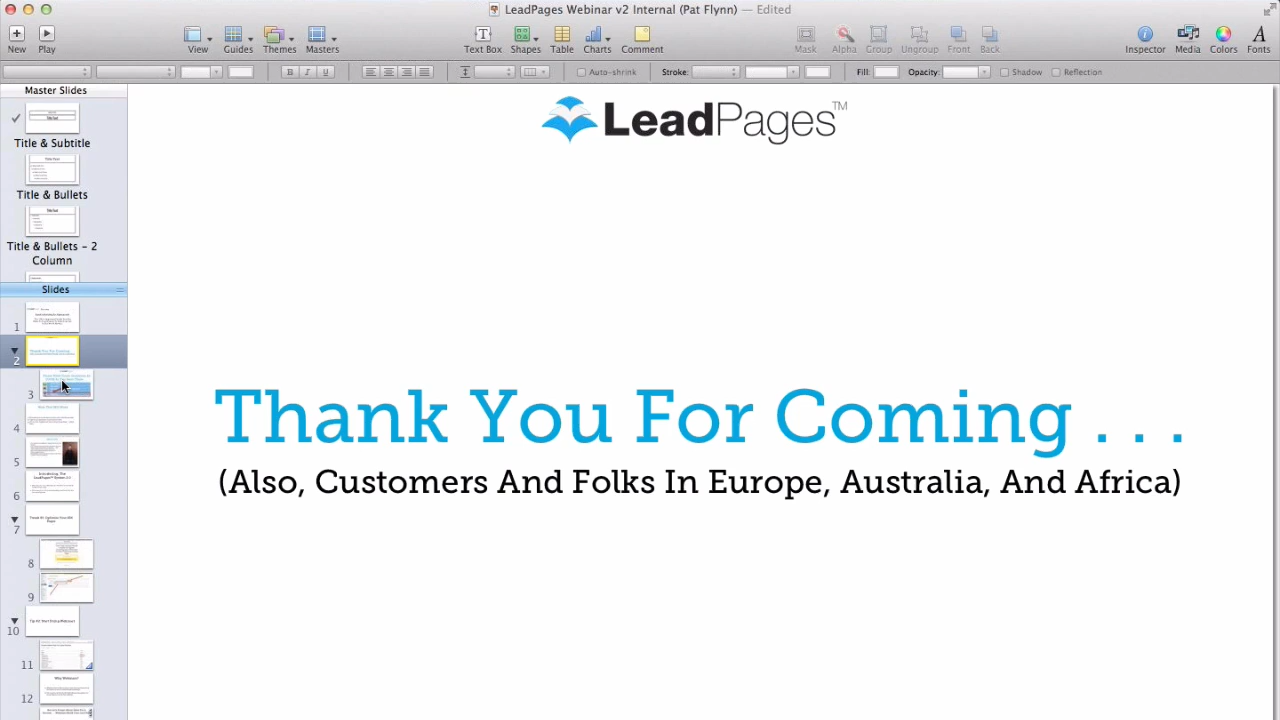 LeadPages Webinar v2 Internal (Pat Flynn) — Edited
New Play View Guides Themes Masters Text Box Shapes Table Charts Comment Mask Alpha Group Ungroup Front Back Inspector Media Colors Fonts
B I U Auto-shrink Stroke: Fill: Opacity: Shadow Reflection
Master Slides
Title & Subtitle
Title & Bullets
Title & Bullets – 2
Column
Slides
1
2
3
4
5
6
7
8
9
10
11
12
LeadPages™
Thank You For Coming . . .
(Also, Customers And Folks In Europe, Australia, And Africa)